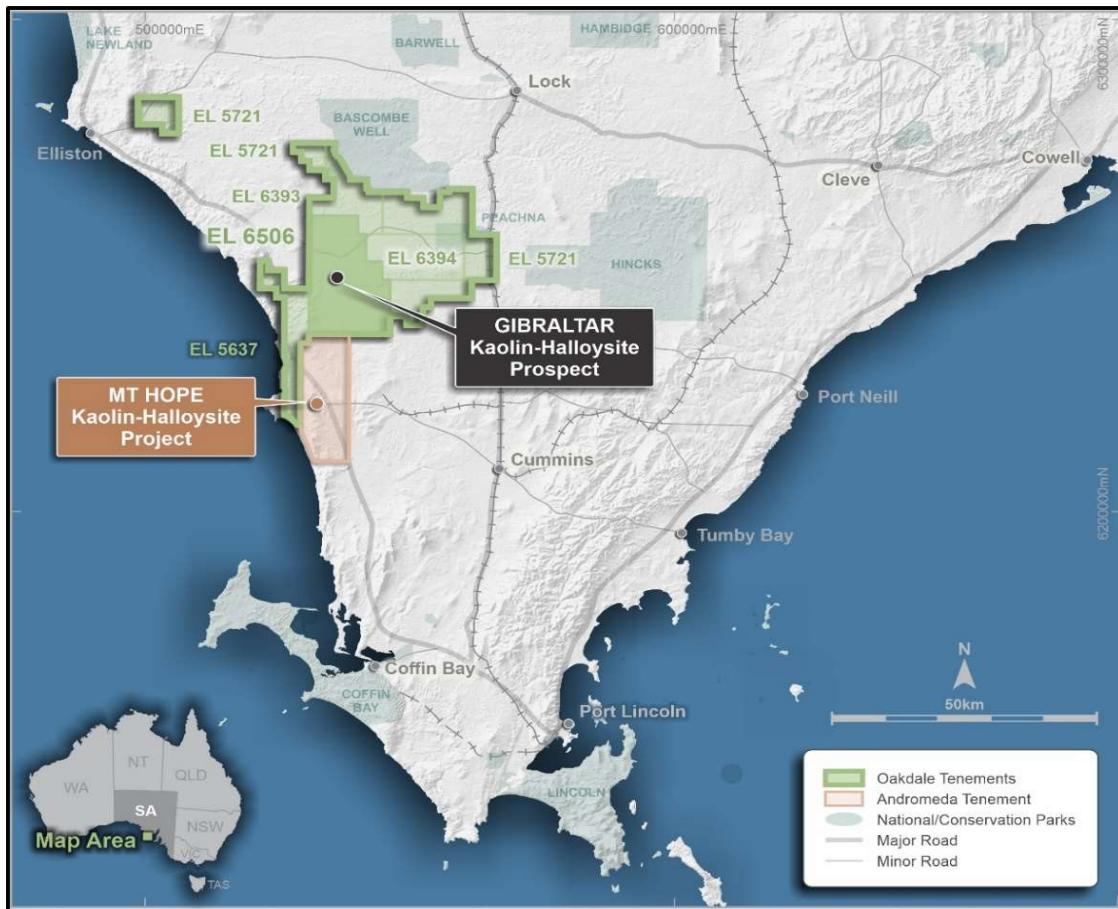 LAKE
NEWLAND
500000mE
BARWELL
HAMBIDGE
600000mE
6300000mN
Lock
EL 5721
BASCOMBE
WELL
Elliston
EL 5721
Cowell
Cleve
EL 6393
PEACHNA
EL 6506
EL 6394
EL 5721
HINCKS
GIBRALTAR
Kaolin-Halloysite
Prospect
EL 5637
MT HOPE
Kaolin-Halloysite
Project
Port Neill
Cummins
6200000mN
Tumby Bay
Coffin Bay
COFFIN
BAY
N
50km
Port Lincoln
LINCOLN
WA
NT
QLD
SA
NSW
VIC
TAS
Map Area
Oakdale Tenements
Andromeda Tenement
National/Conservation Parks
Major Road
Minor Road